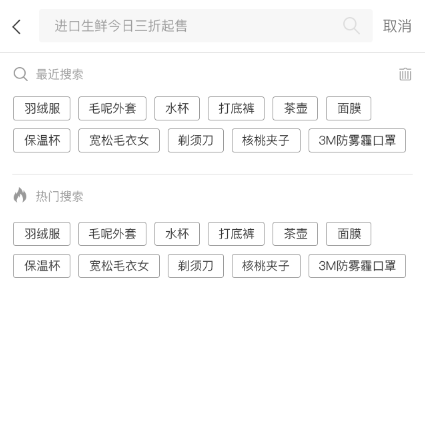 进口生鲜今日三折起售 取消
最近搜索
羽绒服 毛呢外套 水杯 打底裤 茶壶 面膜
保温杯 宽松毛衣女 剃须刀 核桃夹子 3M防雾霾口罩
热门搜索
羽绒服 毛呢外套 水杯 打底裤 茶壶 面膜
保温杯 宽松毛衣女 剃须刀 核桃夹子 3M防雾霾口罩